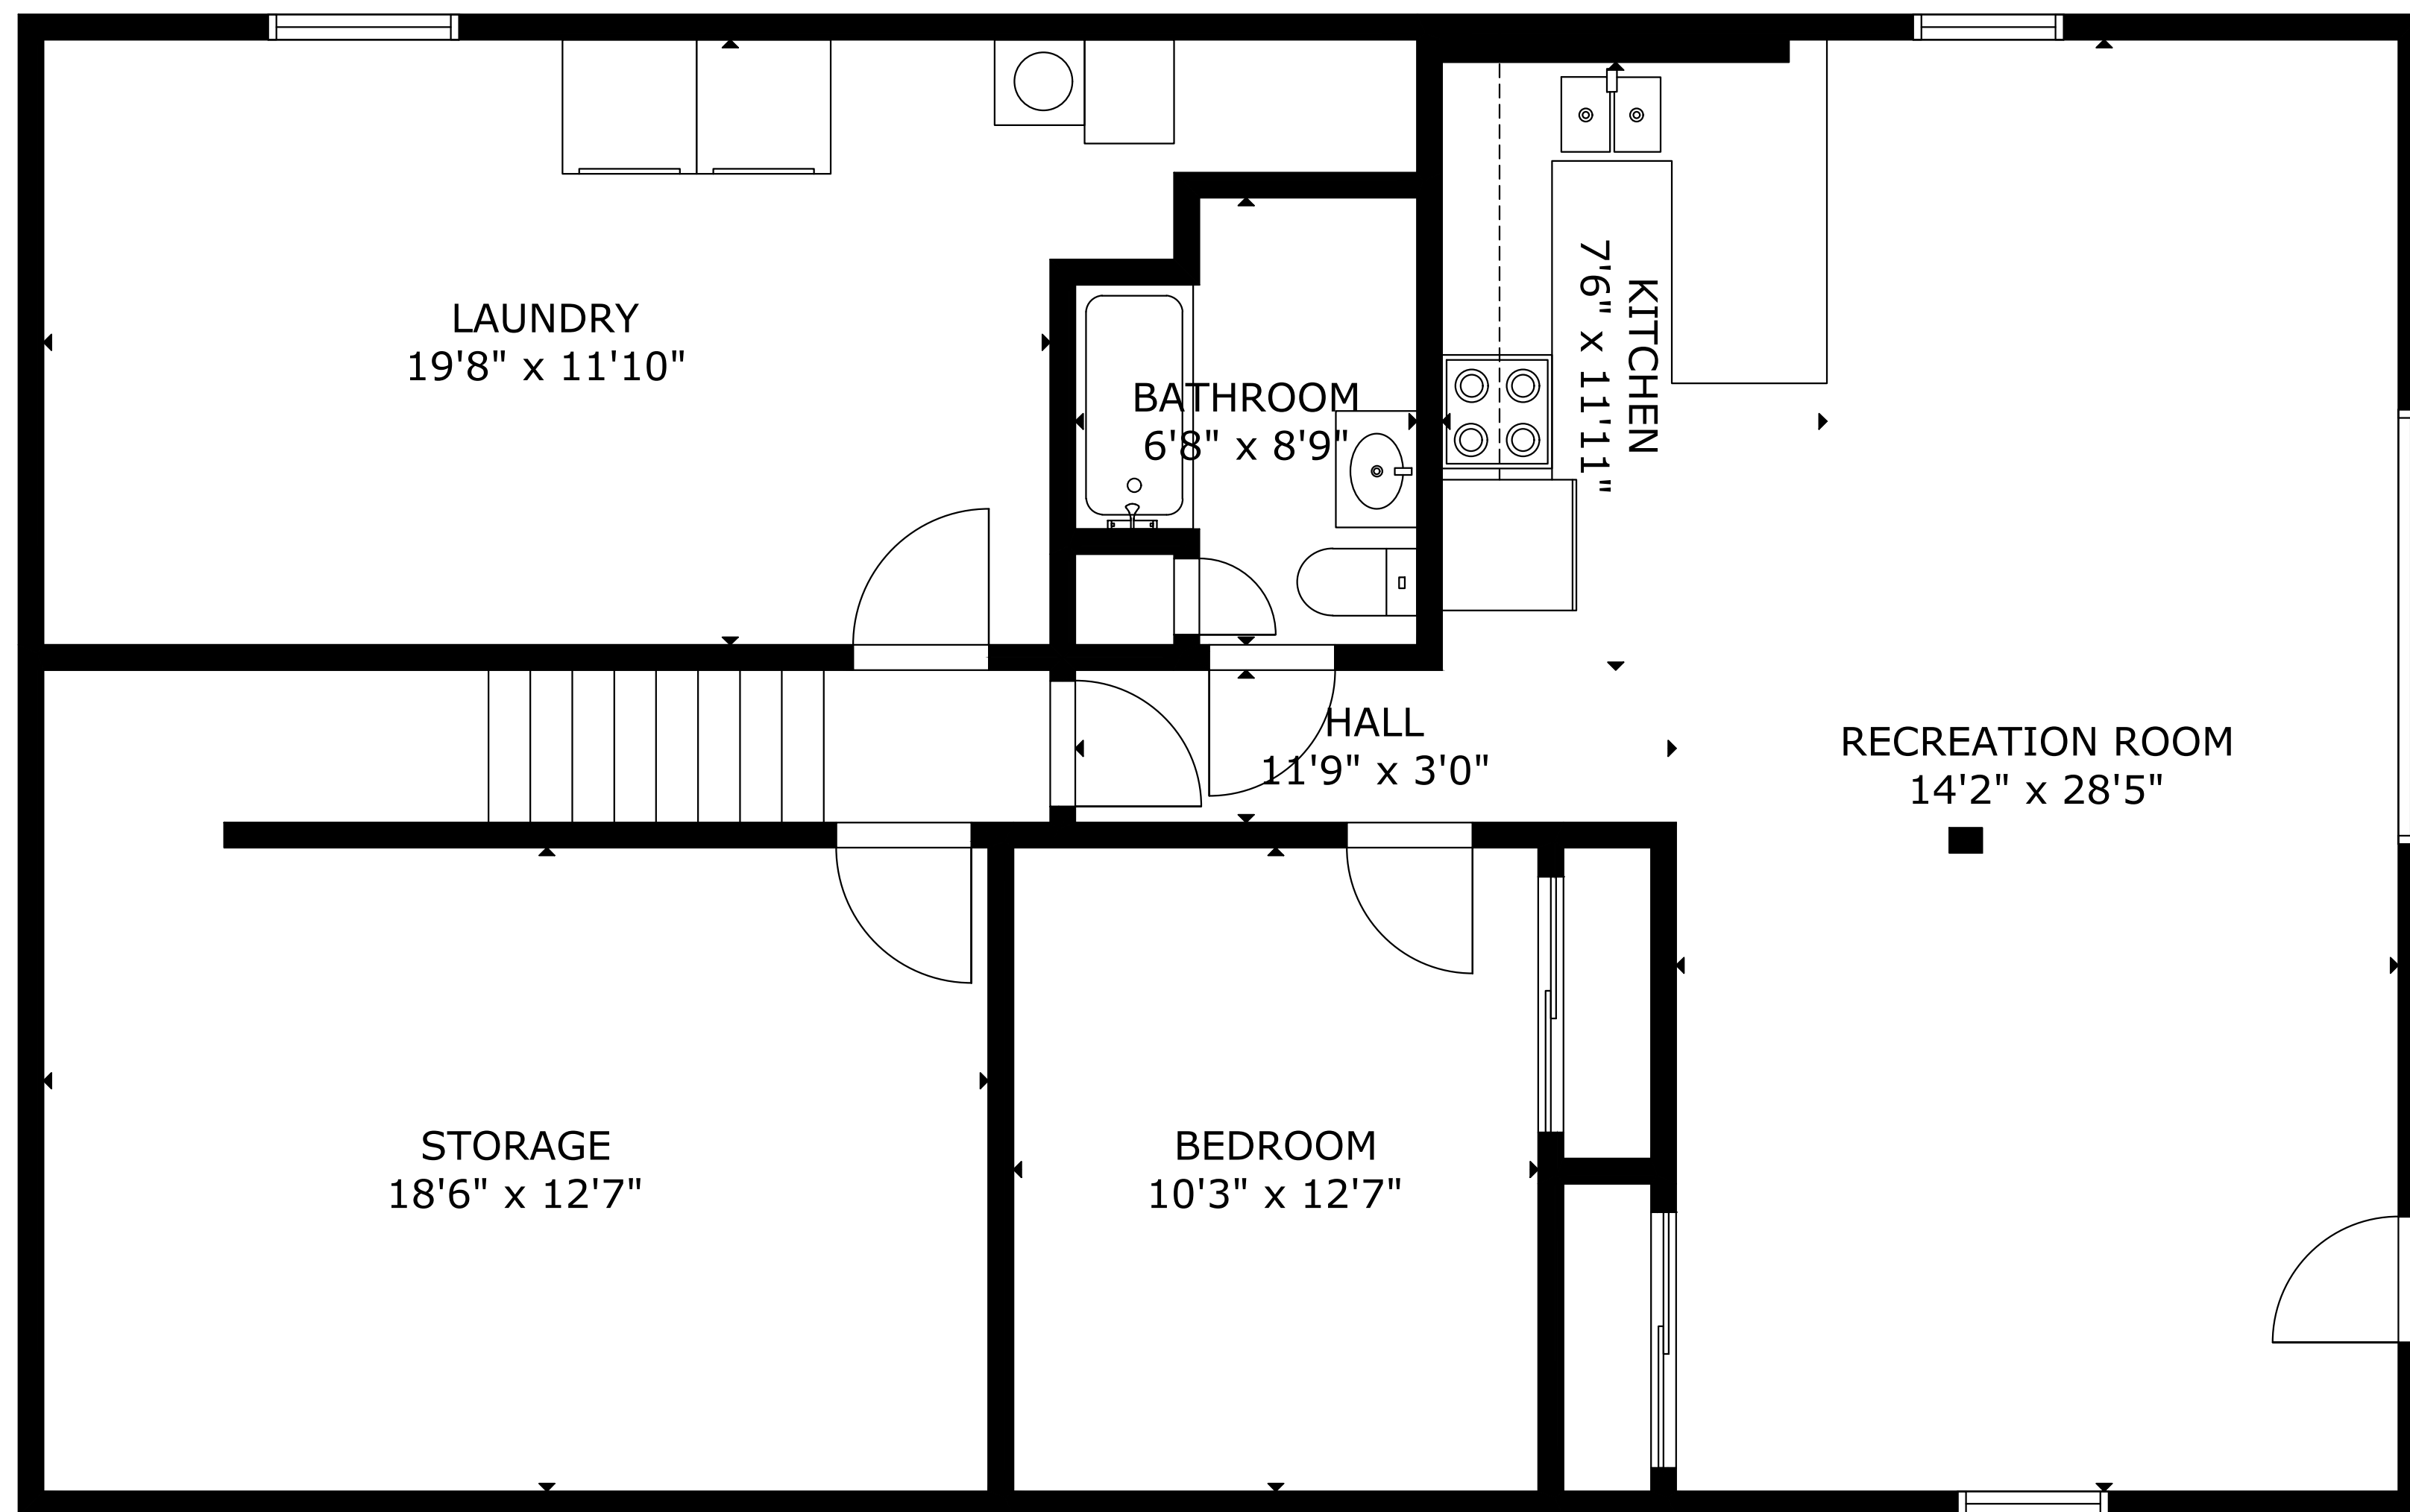 LAUNDRY
19'8" x 11'10"
BATHROOM
6'8" x 8'9"
KITCHEN
7'6" x 11'11"
HALL
11'9" x 3'0"
RECREATION ROOM
14'2" x 28'5"
STORAGE
18'6" x 12'7"
BEDROOM
10'3" x 12'7"